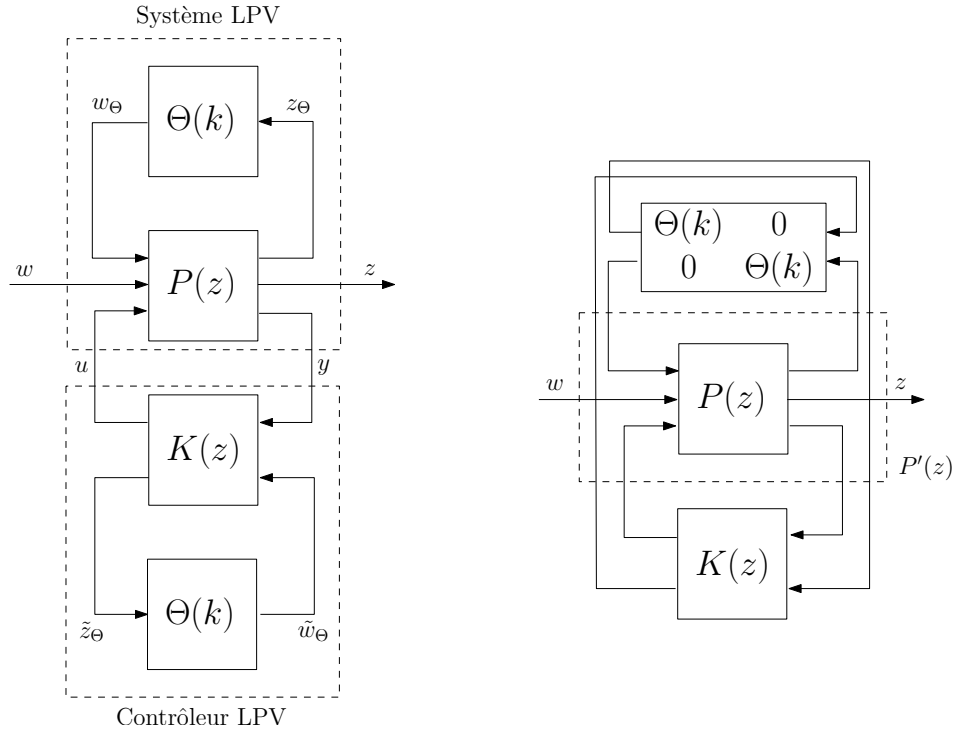 Système LPV
Θ(k)
w_Θ
z_Θ
w
P(z)
z
u
y
K(z)
Θ(k)
z̃_Θ
w̃_Θ
Contrôleur LPV
Θ(k) 0
0 Θ(k)
w
P(z)
z
P′(z)
K(z)